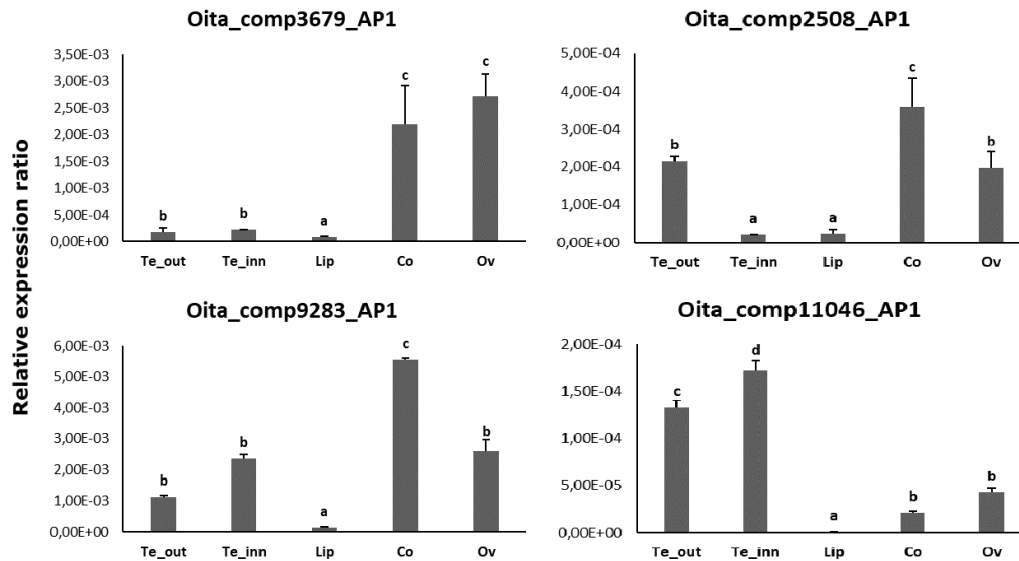 Relative expression ratio
Oita_comp3679_AP1
3,50E-03
3,00E-03
2,50E-03
2,00E-03
1,50E-03
1,00E-03
5,00E-04
0,00E+00
b
b
a
c
c
Te_out Te_inn Lip Co Ov
Oita_comp2508_AP1
5,00E-04
4,00E-04
3,00E-04
2,00E-04
1,00E-04
0,00E+00
b
a
a
c
b
Te_out Te_inn Lip Co Ov
Oita_comp9283_AP1
6,00E-03
5,00E-03
4,00E-03
3,00E-03
2,00E-03
1,00E-03
0,00E+00
b
b
a
c
b
Te_out Te_inn Lip Co Ov
Oita_comp11046_AP1
2,00E-04
1,50E-04
1,00E-04
5,00E-05
0,00E+00
c
d
a
b
b
Te_out Te_inn Lip Co Ov